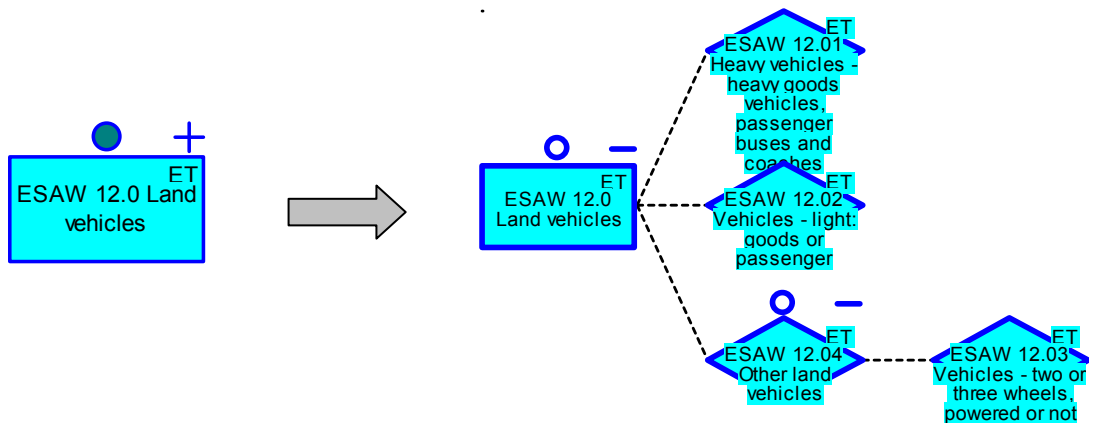 ET
ESAW 12.0 Land
vehicles
ET
ESAW 12.0
Land vehicles
ET
ESAW 12.01
Heavy vehicles -
heavy goods
vehicles,
passenger
buses and
coaches
ET
ESAW 12.02
Vehicles - light:
goods or
passenger
ET
ESAW 12.04
Other land
vehicles
ET
ESAW 12.03
Vehicles - two or
three wheels,
powered or not